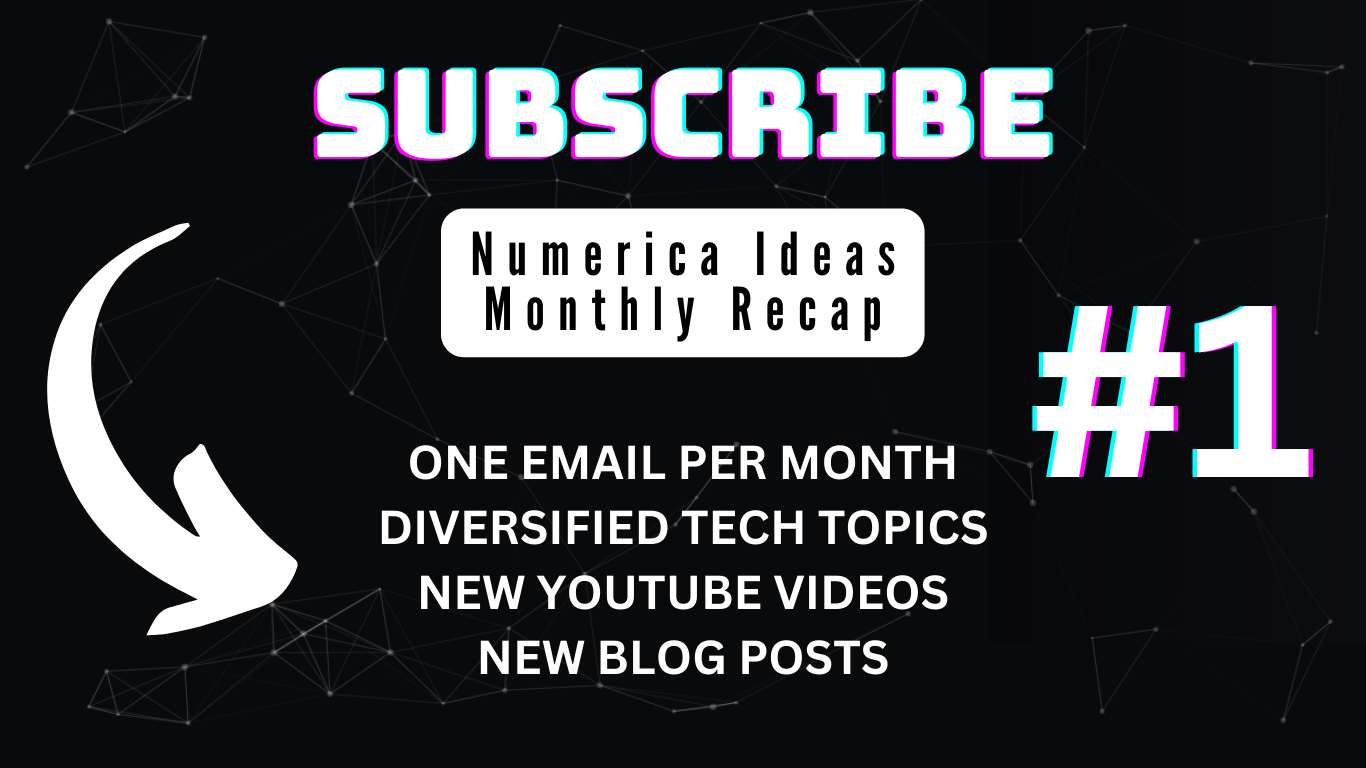 SUBSCRIBE
Numerica Ideas
Monthly Recap
#1
ONE EMAIL PER MONTH
DIVERSIFIED TECH TOPICS
NEW YOUTUBE VIDEOS
NEW BLOG POSTS